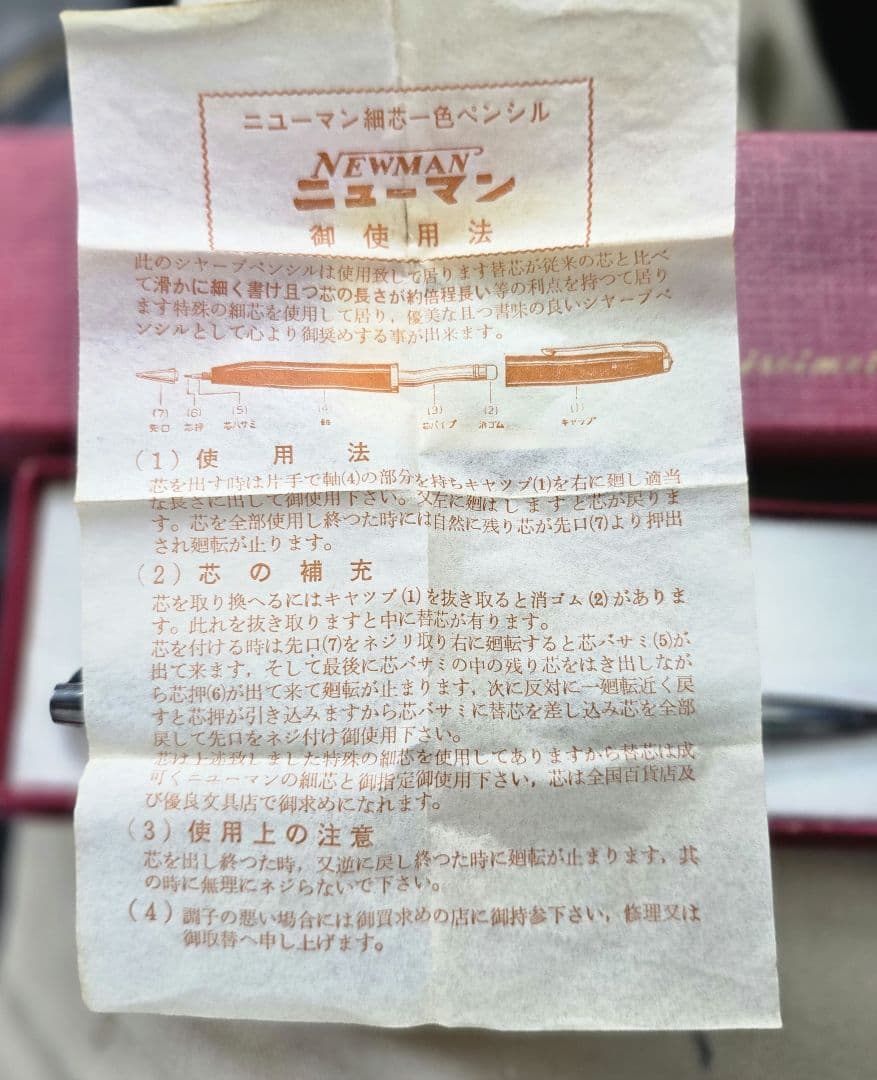 ニューマン細芯一色ペンシル
NEWMAN
ニューマン
御使用法
此のシヤープペンシルは使用致して居ります替芯が従来の芯と比べ
て滑かに細く書け且つ芯の長さが約倍程長い等の利点を持つて居り
ます特殊の細芯を使用して居り，優美な且つ書味の良いシヤープペ
ンシルとして心より御奨めする事が出来ます。
(7) (6) (5) (4) (3) (2) (1)
先口 芯押 芯バサミ 軸 芯パイプ 消ゴム キャップ
(1) 使用法
芯を出す時は片手で軸(4)の部分を持ちキャツプ(1)を右に廻し適当
な長さに出して御使用下さい。又左に廻はしますと芯が戻りま
す。芯を全部使用し終つた時には自然に残り芯が先口(7)より押出
され廻転が止ります。
(2) 芯の補充
芯を取り換へるにはキャツプ(1)を抜き取ると消ゴム(2)がありま
す。此れを抜き取りますと中に替芯が有ります。
芯を付ける時は先口(7)をネジリ取り右に廻転すると芯バサミ(5)が
出て来ます，そして最後に芯バサミの中の残り芯をはき出しなが
ら芯押(6)が出て来て廻転が止まります，次に反対に一廻転近く戻
すと芯押が引き込みますから芯バサミに替芯を差し込み芯を全部
戻して先口をネジ付け御使用下さい。
芯は上述致しました特殊の細芯を使用してありますから替芯は成
可くニューマンの細芯と御指定御使用下さい，芯は全国百貨店及
び優良文具店で御求めになれます。
(3) 使用上の注意
芯を出し終つた時，又逆に戻し終つた時に廻転が止まります，其
の時に無理にネジらないで下さい。
(4) 調子の悪い場合には御買求めの店に御持参下さい，修理又は
御取替へ申し上げます。